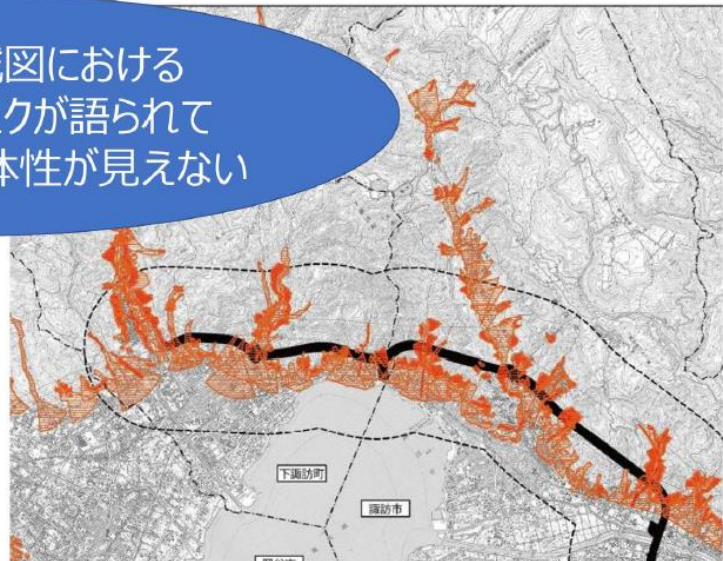 域図における
クが語られて
体性が見えない
下諏訪町
諏訪市